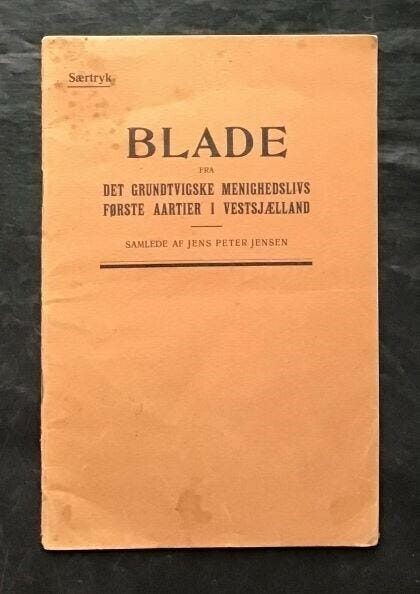 Særtryk
BLADE
FRA
DET GRUNDTVIGSKE MENIGHEDSLIVS
FØRSTE AARTIER I VESTSJÆLLAND
SAMLEDE AF JENS PETER JENSEN